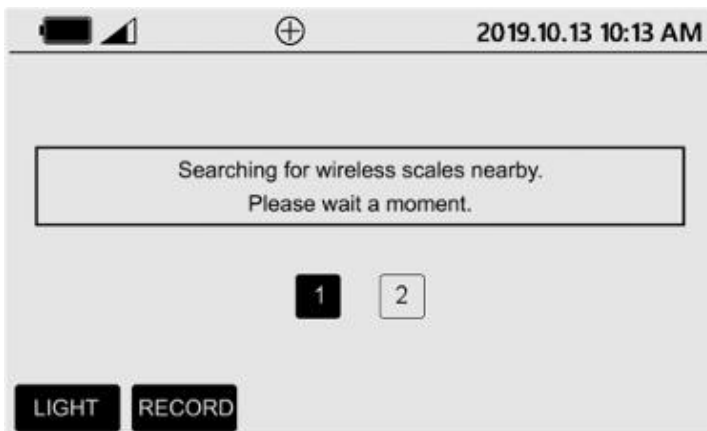 2019.10.13 10:13 AM
Searching for wireless scales nearby.
Please wait a moment.
1 2
LIGHT RECORD